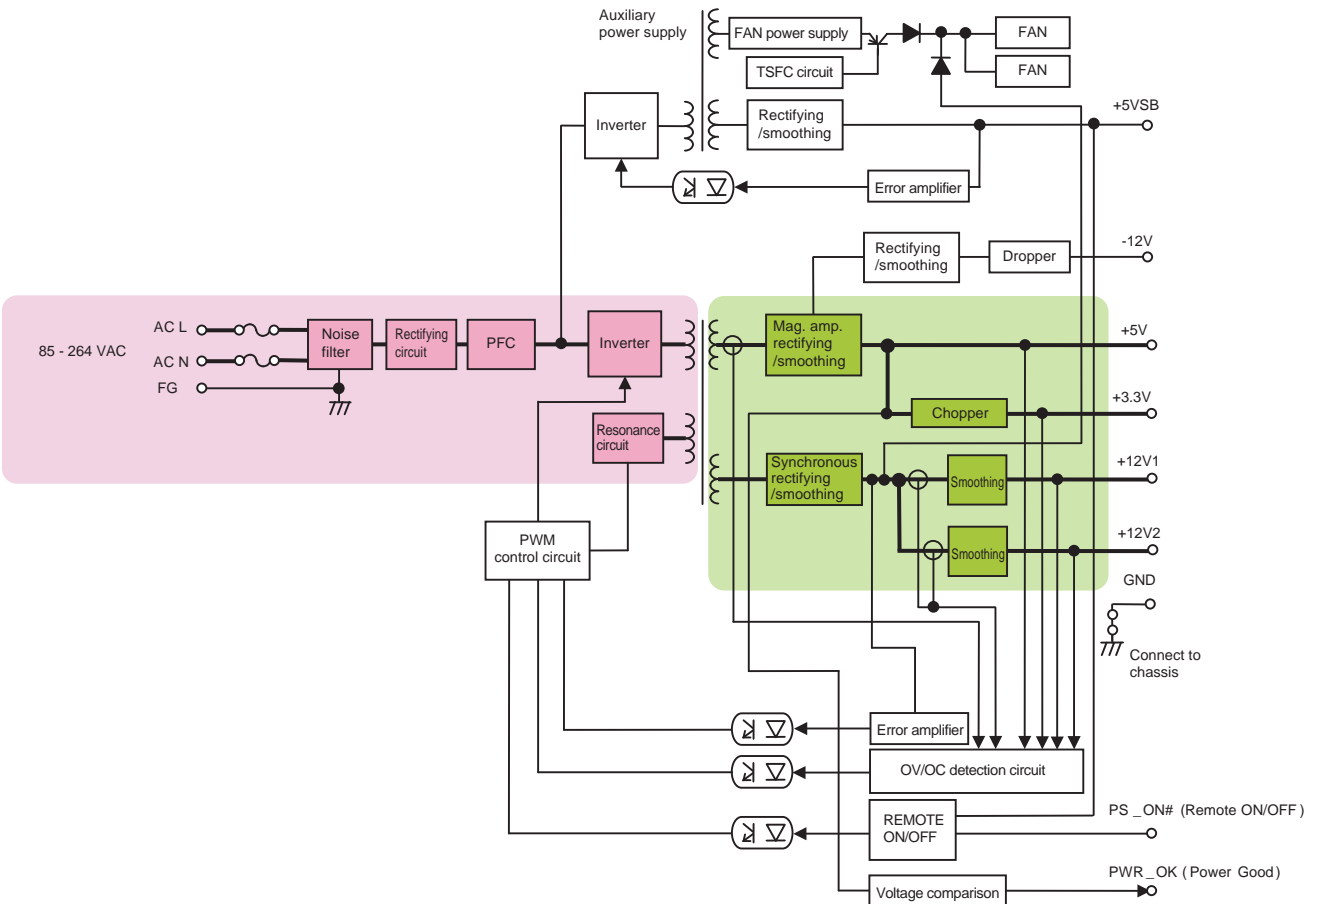 Auxiliary
power supply
FAN power supply
FAN
TSFC circuit
FAN
+5VSB
Inverter
Rectifying
/smoothing
Error amplifier
-12V
Rectifying
/smoothing
Dropper
85 - 264 VAC
AC L
AC N
FG
Noise
filter
Rectifying
circuit
PFC
Inverter
Mag. amp.
rectifying
/smoothing
+5V
+3.3V
Chopper
Resonance
circuit
Synchronous
rectifying
/smoothing
+12V1
Smoothing
+12V2
Smoothing
PWM
control circuit
GND
Connect to
chassis
Error amplifier
OV/OC detection circuit
REMOTE
ON/OFF
PS _ON# (Remote ON/OFF )
PWR _OK ( Power Good)
Voltage comparison